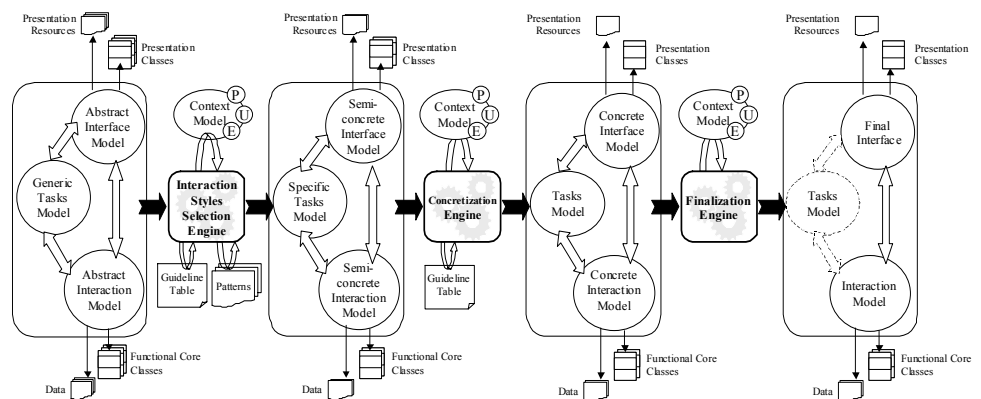 Presentation
Resources
Presentation
Classes
Abstract
Interface
Model
Generic
Tasks
Model
Abstract
Interaction
Model
Functional Core
Classes
Data
Context
Model
P
U
E
Interaction
Styles
Selection
Engine
Guideline
Table
Patterns
Presentation
Resources
Presentation
Classes
Semi-
concrete
Interface
Model
Specific
Tasks
Model
Semi-
concrete
Interaction
Model
Functional Core
Classes
Data
Context
Model
P
U
E
Concretization
Engine
Guideline
Table
Presentation
Resources
Presentation
Classes
Concrete
Interface
Model
Tasks
Model
Concrete
Interaction
Model
Functional Core
Classes
Data
Context
Model
P
U
E
Finalization
Engine
Presentation
Resources
Presentation
Classes
Final
Interface
Tasks
Model
Interaction
Model
Functional Core
Classes
Data